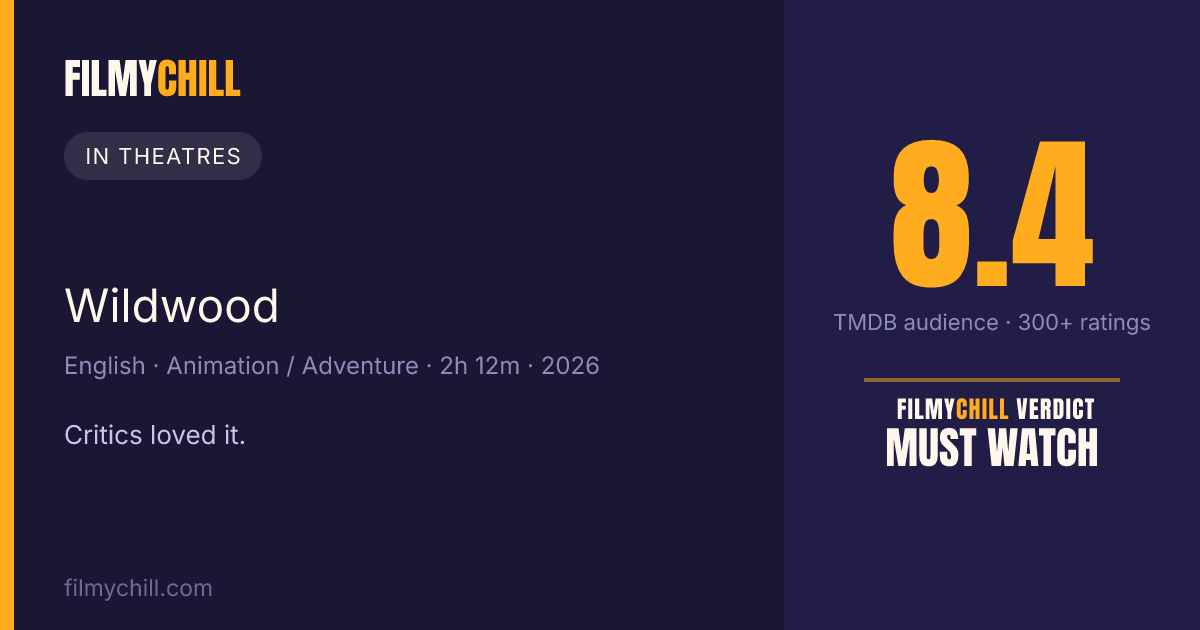 FILMYCHILL
IN THEATRES
Wildwood
English · Animation / Adventure · 2h 12m · 2026
Critics loved it.
filmychill.com
8.4
TMDB audience · 300+ ratings
FILMYCHILL VERDICT
MUST WATCH